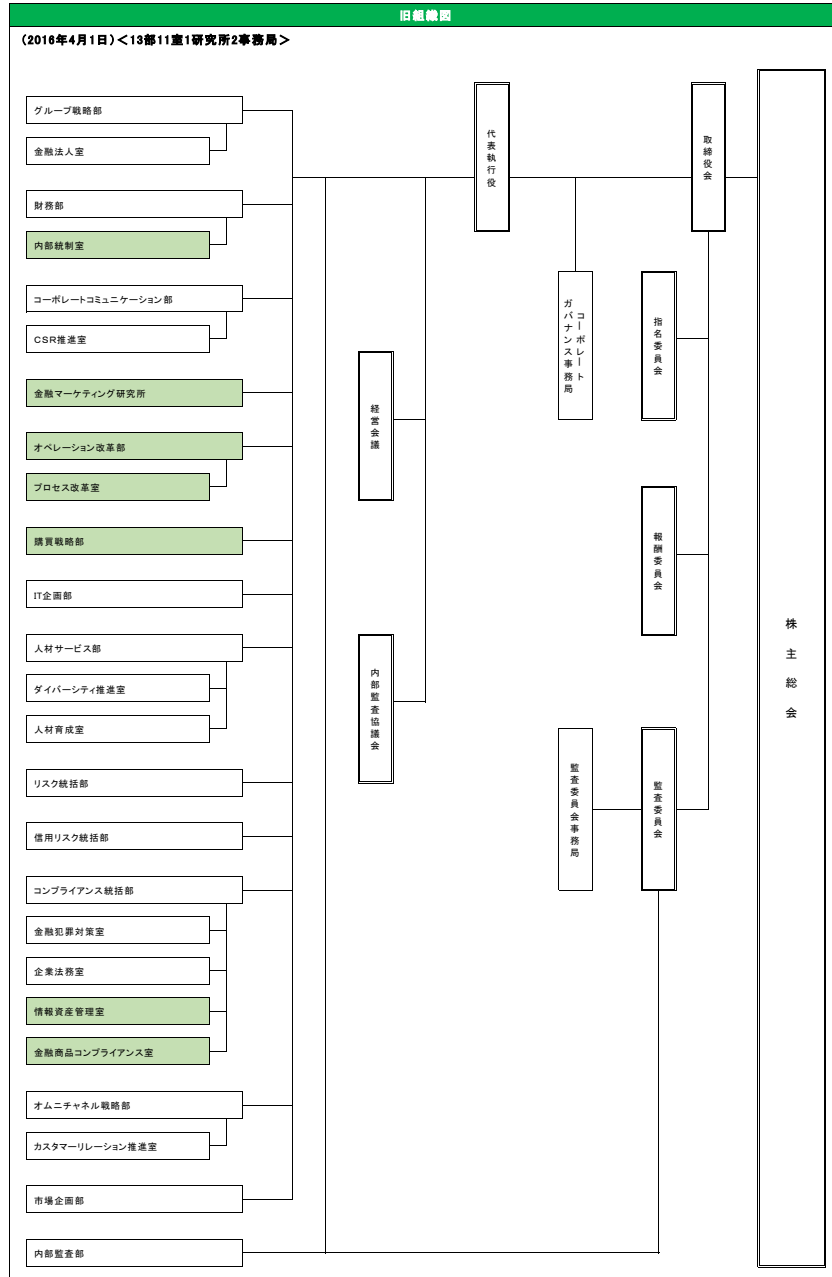 旧組織図
(2016年4月1日)<13部11室1研究所2事務局>
グループ戦略部
金融法人室
財務部
内部統制室
コーポレートコミュニケーション部
CSR推進室
金融マーケティング研究所
オペレーション改革部
プロセス改革室
購買戦略部
IT企画部
人材サービス部
ダイバーシティ推進室
人材育成室
リスク統括部
信用リスク統括部
コンプライアンス統括部
金融犯罪対策室
企業法務室
情報資産管理室
金融商品コンプライアンス室
オムニチャネル戦略部
カスタマーリレーション推進室
市場企画部
内部監査部
経営会議
内部監査協議会
代表執行役
コーポレート
ガバナンス事務局
監査委員会事務局
取締役会
指名委員会
報酬委員会
監査委員会
株主総会